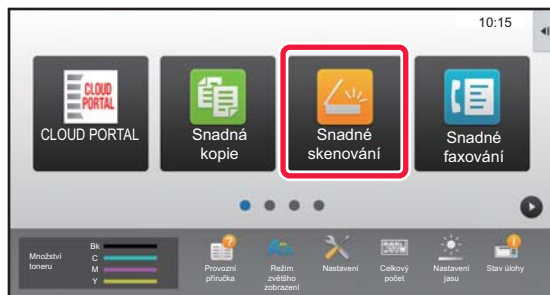 10:15
CLOUD
PORTAL
CLOUD PORTAL
Snadná
kopie
Snadné
skenování
Snadné
faxování
Množství
toneru
Bk
C
M
Y
Provozní
příručka
Režim
zvětšho
zobrazení
Nastavení
Celkový
počet
Nastavení
jasu
Stav úlohy